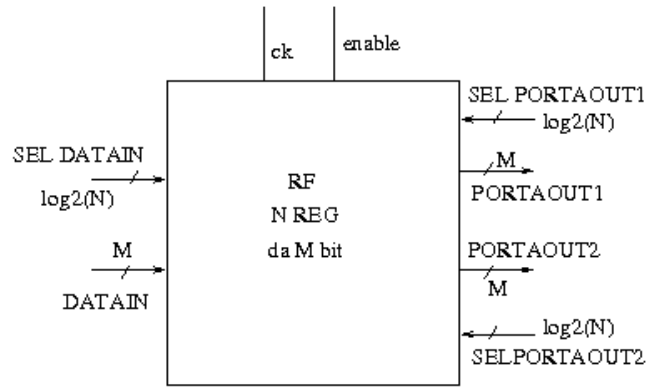 ck
enable
SEL PORTAOUT1
log2(N)
SEL DATAIN
log2(N)
M
PORTAOUT1
RF
N REG
da M bit
M
DATAIN
PORTAOUT2
M
log2(N)
SELPORTAOUT2